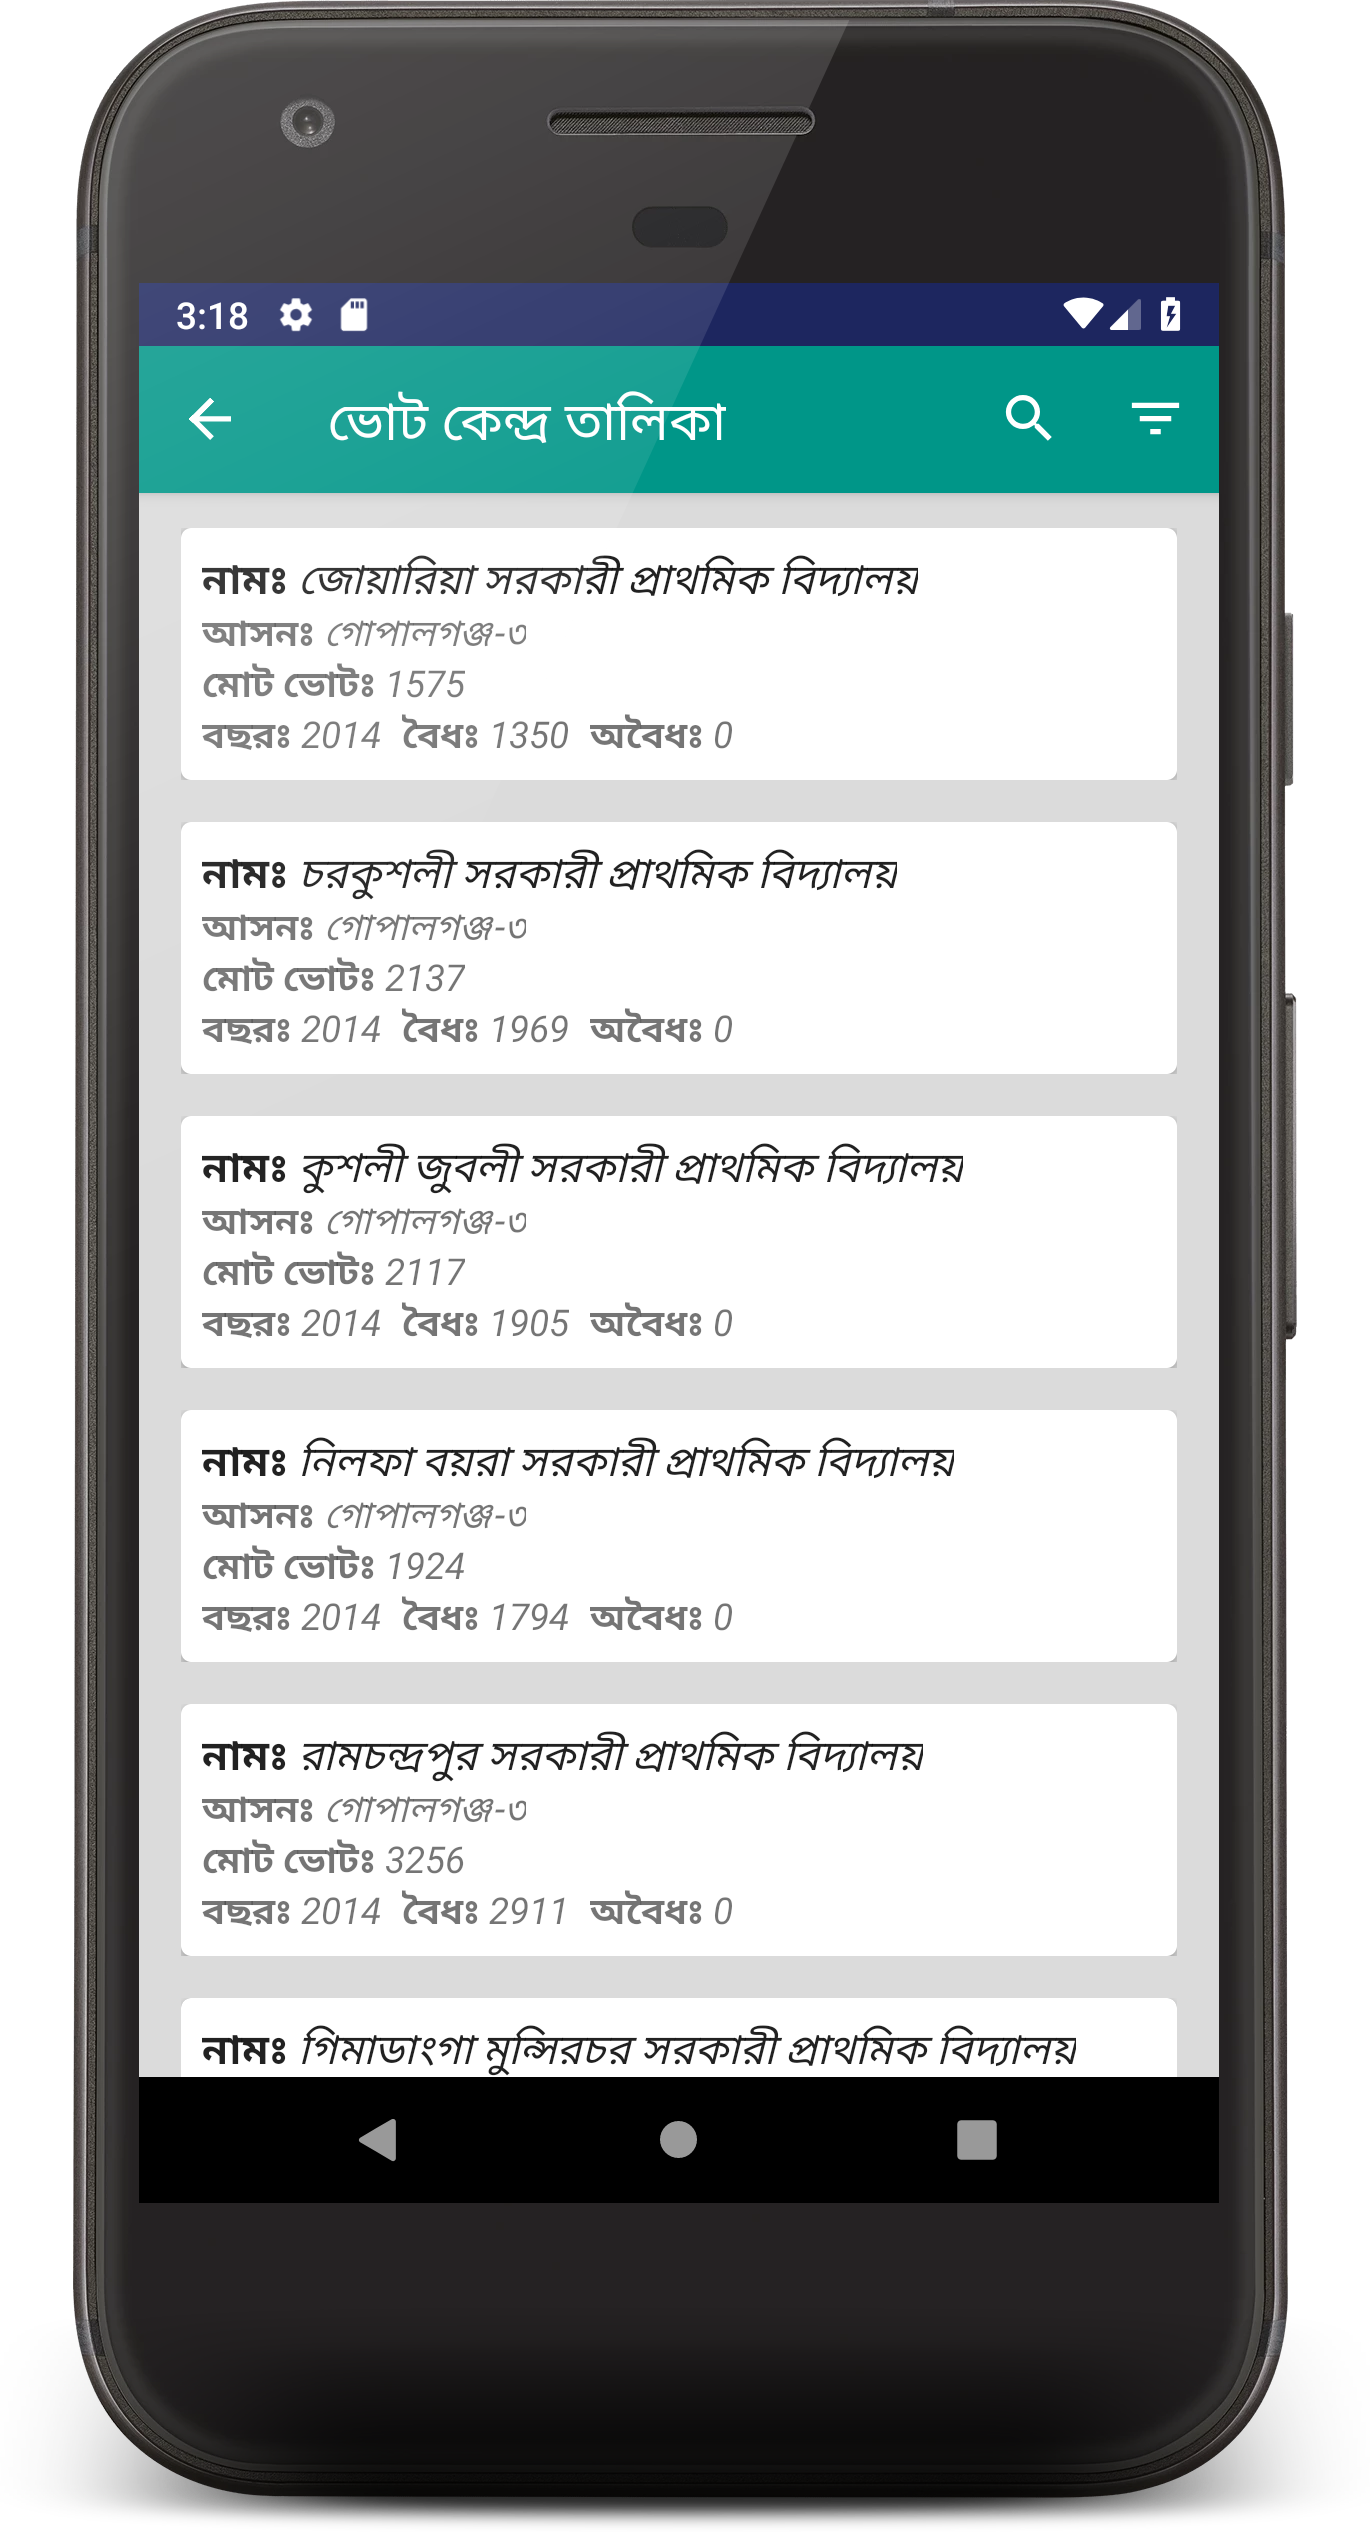 3:18
ভোট কেন্দ্র তালিকা
নামঃ জোয়ারিয়া সরকারী প্রাথমিক বিদ্যালয়
আসনঃ গোপালগঞ্জ-৩
মোট ভোটঃ 1575
বছরঃ 2014 বৈধঃ 1350 অবৈধঃ 0
নামঃ চরকুশলী সরকারী প্রাথমিক বিদ্যালয়
আসনঃ গোপালগঞ্জ-৩
মোট ভোটঃ 2137
বছরঃ 2014 বৈধঃ 1969 অবৈধঃ 0
নামঃ কুশলী জুবলী সরকারী প্রাথমিক বিদ্যালয়
আসনঃ গোপালগঞ্জ-৩
মোট ভোটঃ 2117
বছরঃ 2014 বৈধঃ 1905 অবৈধঃ 0
নামঃ নিলফা বয়রা সরকারী প্রাথমিক বিদ্যালয়
আসনঃ গোপালগঞ্জ-৩
মোট ভোটঃ 1924
বছরঃ 2014 বৈধঃ 1794 অবৈধঃ 0
নামঃ রামচন্দ্রপুর সরকারী প্রাথমিক বিদ্যালয়
আসনঃ গোপালগঞ্জ-৩
মোট ভোটঃ 3256
বছরঃ 2014 বৈধঃ 2911 অবৈধঃ 0
নামঃ গিমাডাংগা মুন্সিরচর সরকারী প্রাথমিক বিদ্যালয়